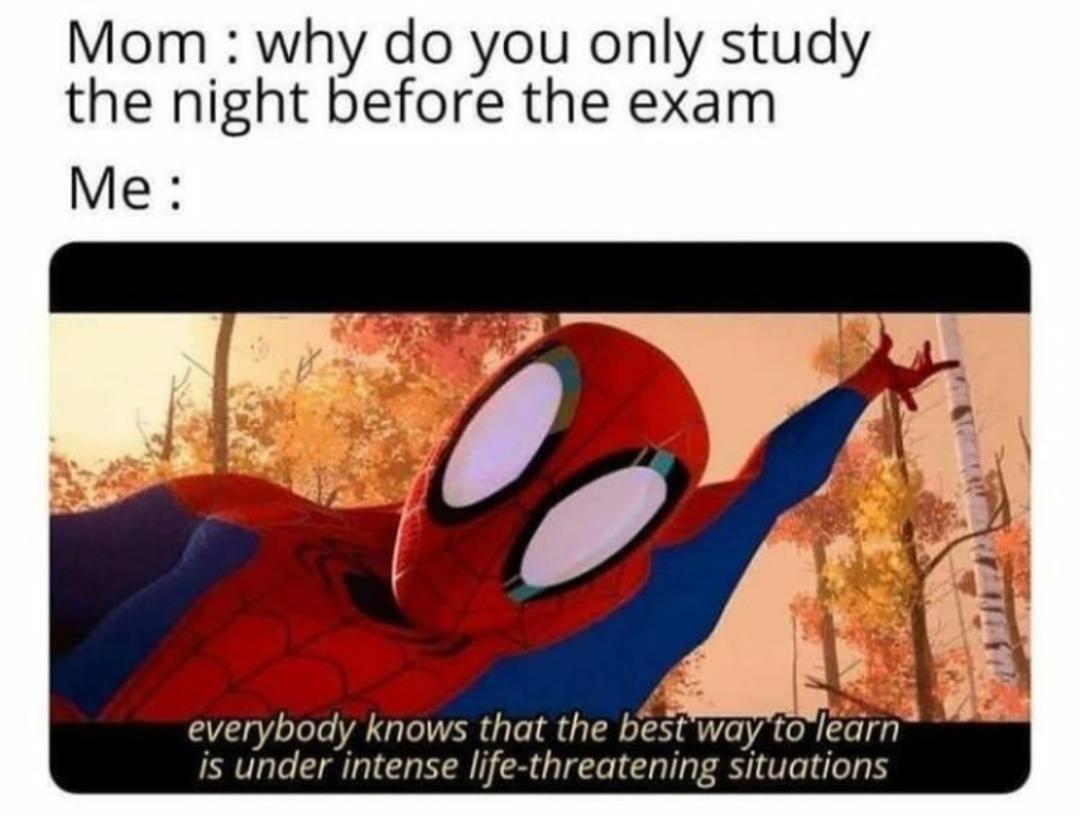 Mom : why do you only study
the night before the exam
Me :
everybody knows that the best way to learn
is under intense life-threatening situations